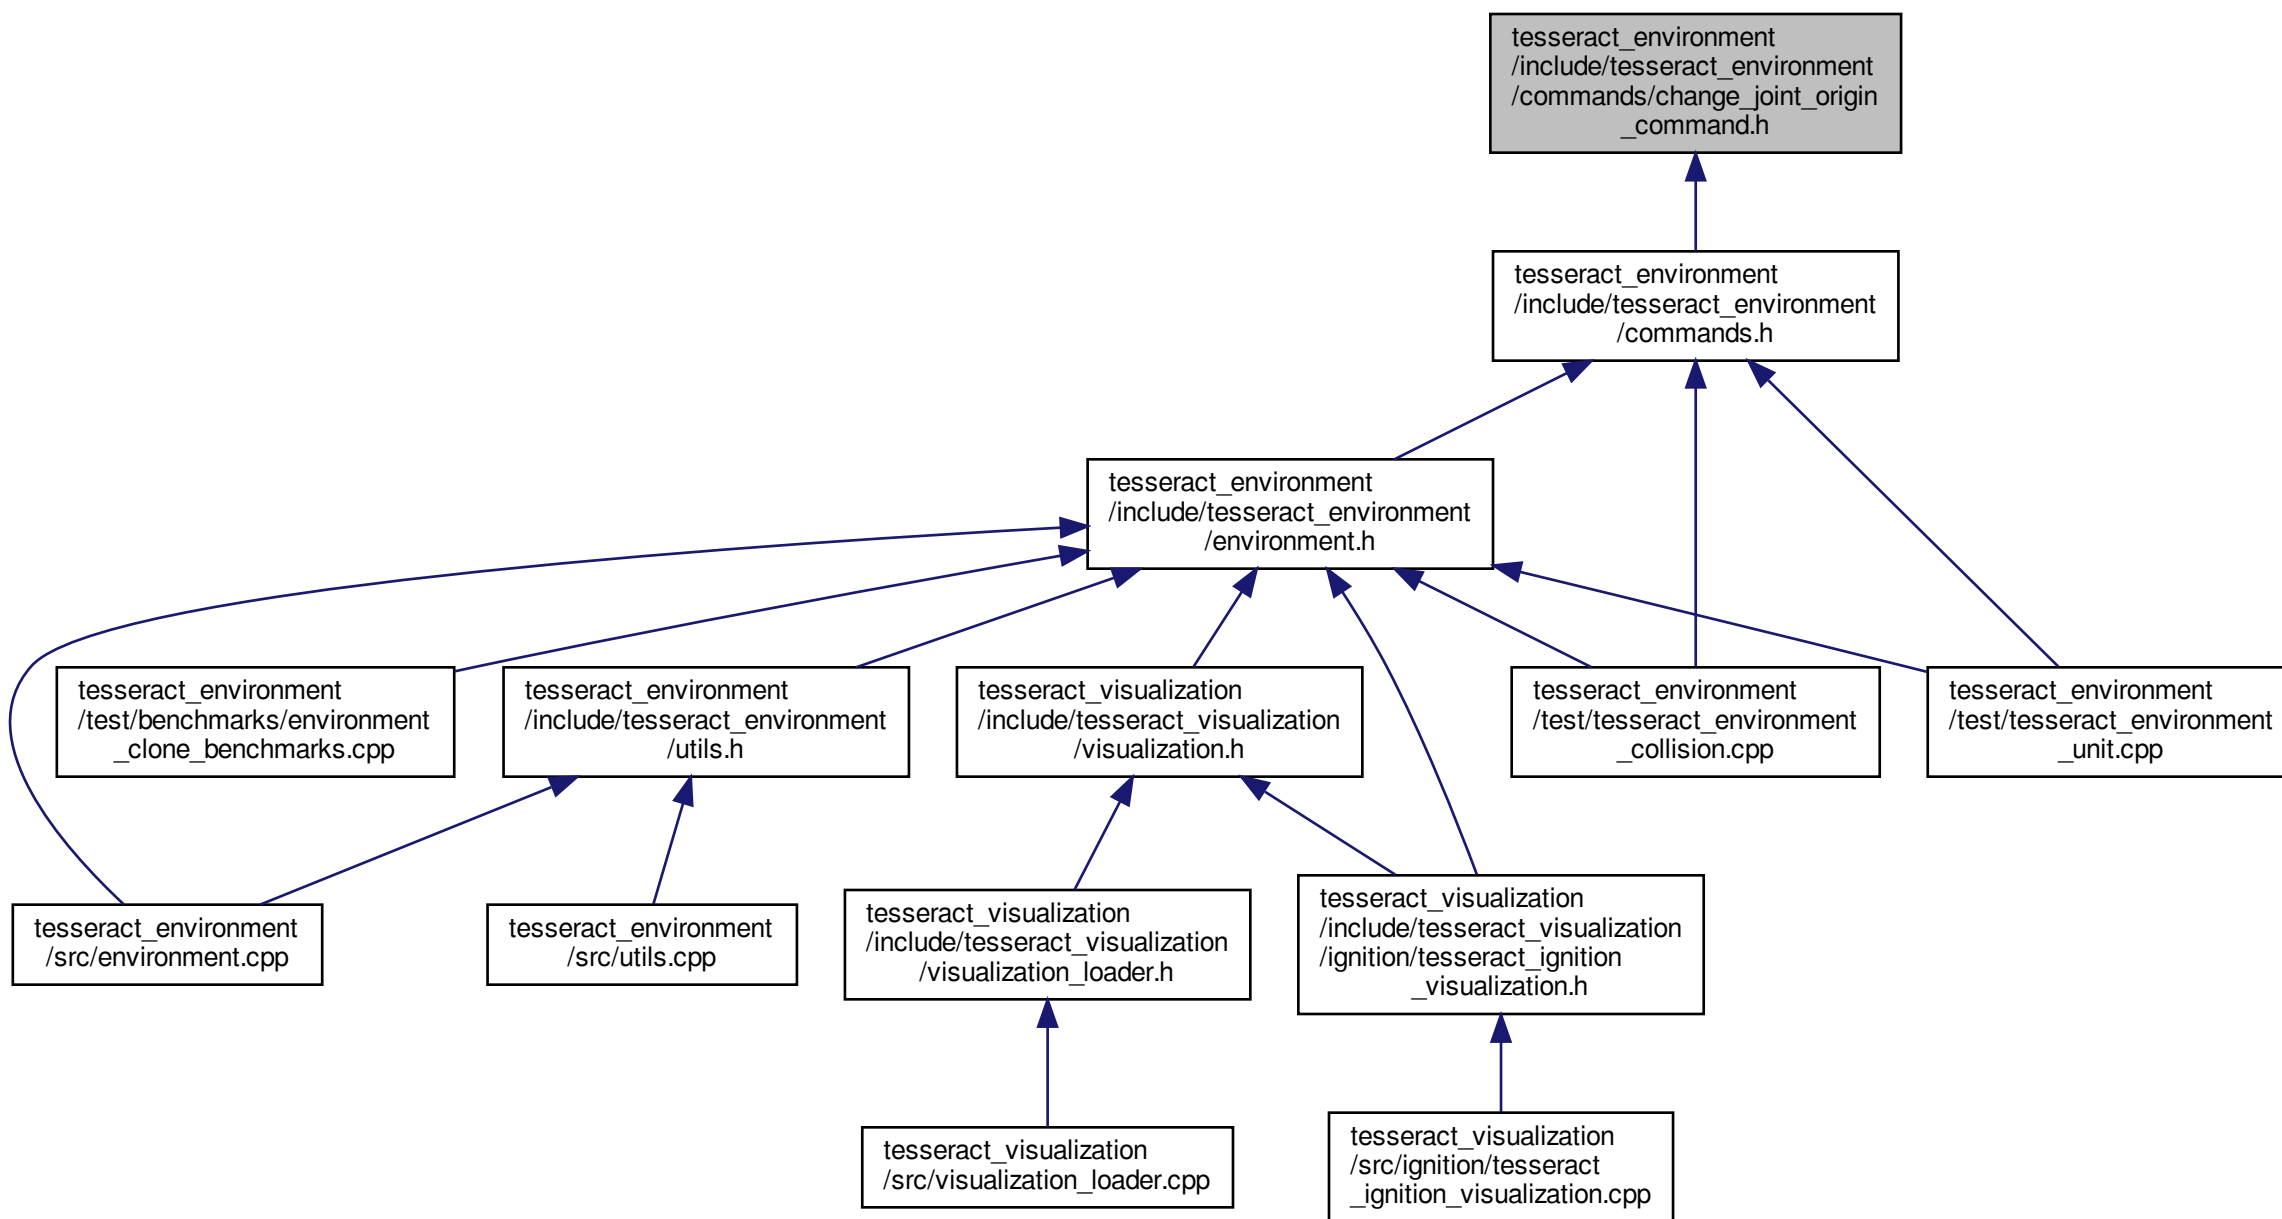 tesseract_environment
/include/tesseract_environment
/commands/change_joint_origin
_command.h
tesseract_environment
/include/tesseract_environment
/commands.h
tesseract_environment
/include/tesseract_environment
/environment.h
tesseract_environment
/test/benchmarks/environment
_clone_benchmarks.cpp
tesseract_environment
/include/tesseract_environment
/utils.h
tesseract_visualization
/include/tesseract_visualization
/visualization.h
tesseract_environment
/test/tesseract_environment
_collision.cpp
tesseract_environment
/test/tesseract_environment
_unit.cpp
tesseract_environment
/src/environment.cpp
tesseract_environment
/src/utils.cpp
tesseract_visualization
/include/tesseract_visualization
/visualization_loader.h
tesseract_visualization
/include/tesseract_visualization
/ignition/tesseract_ignition
_visualization.h
tesseract_visualization
/src/visualization_loader.cpp
tesseract_visualization
/src/ignition/tesseract
_ignition_visualization.cpp